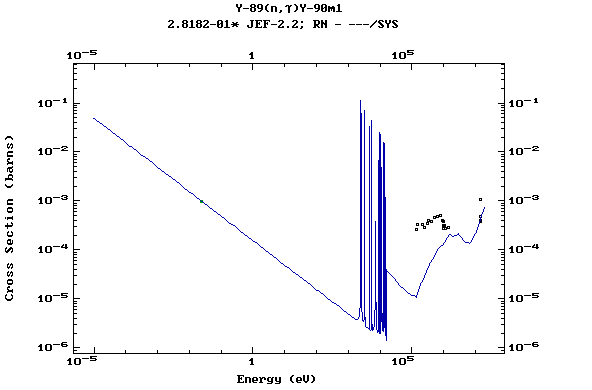 Y-89(n,γ)Y-90m1
2.8182-01* JEF-2.2; RN - ---/SYS
10⁻⁵ 1 10⁵
10⁻¹ 10⁻¹
10⁻² 10⁻²
10⁻³ 10⁻³
10⁻⁴ 10⁻⁴
10⁻⁵ 10⁻⁵
10⁻⁶ 10⁻⁶
Cross Section (barns)
10⁻⁵ 1 10⁵
Energy (eV)